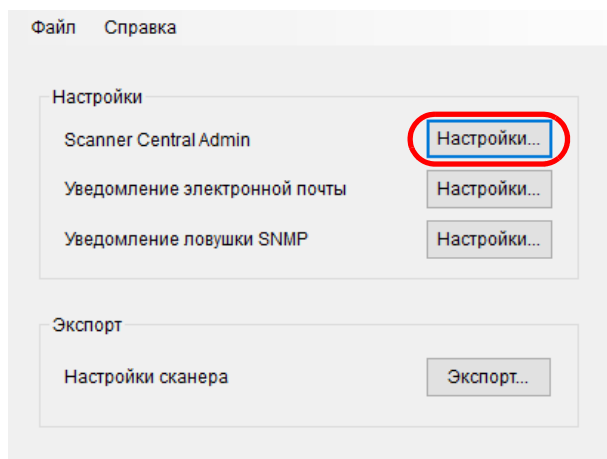 Файл Справка
Настройки
Scanner Central Admin Настройки...
Уведомление электронной почты Настройки...
Уведомление ловушки SNMP Настройки...
Экспорт
Настройки сканера Экспорт...